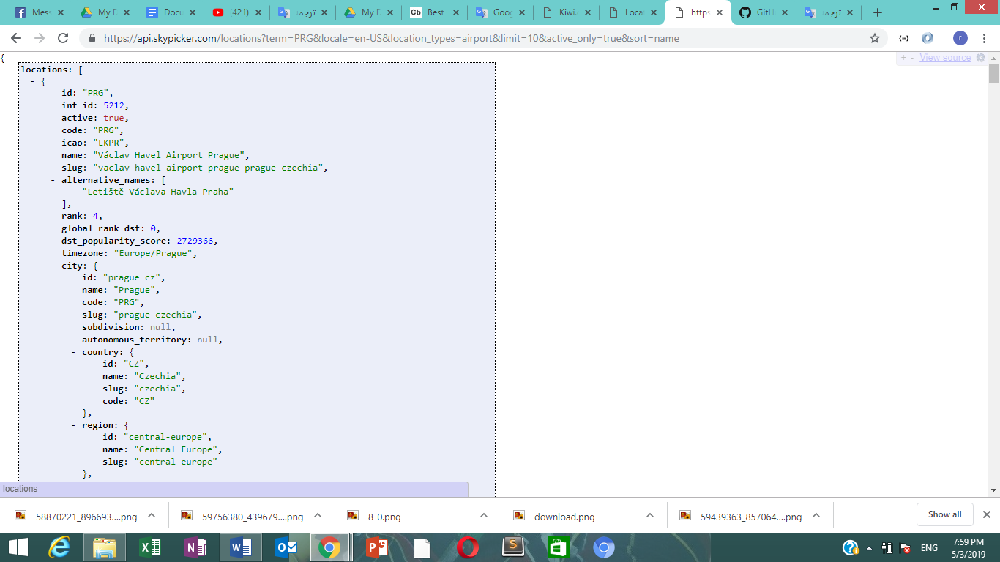 Mess
My D
Docu
(421)
ترجما
My D
Cb Best
Goog
Kiwi.
Loca
https
GitH
ترجما
https://api.skypicker.com/locations?term=PRG&locale=en-US&location_types=airport&limit=10&active_only=true&sort=name
r
{
+ - View source
- locations: [
- {
id: "PRG",
int_id: 5212,
active: true,
code: "PRG",
icao: "LKPR",
name: "Václav Havel Airport Prague",
slug: "vaclav-havel-airport-prague-prague-czechia",
- alternative_names: [
"Letiště Václava Havla Praha"
],
rank: 4,
global_rank_dst: 0,
dst_popularity_score: 2729366,
timezone: "Europe/Prague",
- city: {
id: "prague_cz",
name: "Prague",
code: "PRG",
slug: "prague-czechia",
subdivision: null,
autonomous_territory: null,
- country: {
id: "CZ",
name: "Czechia",
slug: "czechia",
code: "CZ"
},
- region: {
id: "central-europe",
name: "Central Europe",
slug: "central-europe"
},
locations
58870221_896693....png
59756380_439679....png
8-0.png
download.png
59439363_857064....png
Show all
ENG
7:59 PM
5/3/2019